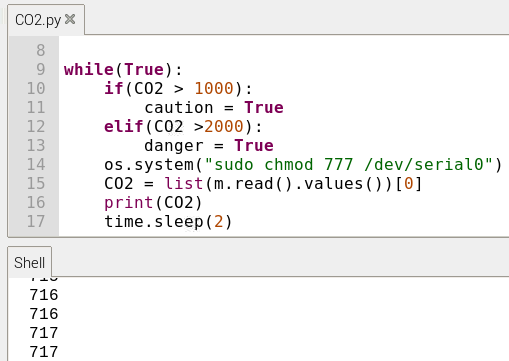 CO2.py
8
9 while(True):
10     if(CO2 > 1000):
11         caution = True
12     elif(CO2 >2000):
13         danger = True
14     os.system("sudo chmod 777 /dev/serial0")
15     CO2 = list(m.read().values())[0]
16     print(CO2)
17     time.sleep(2)
Shell
716
716
717
717